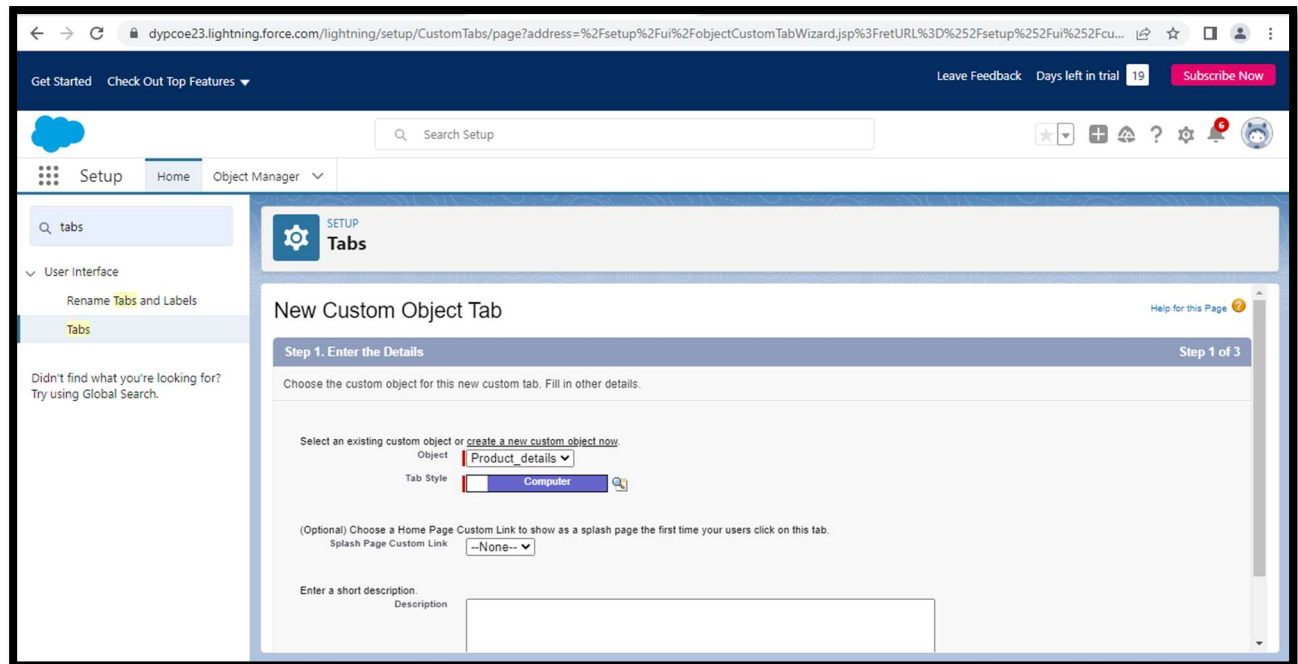 dypcoe23.lightning.force.com/lightning/setup/CustomTabs/page?address=%2Fsetup%2Fui%2FobjectCustomTabWizard.jsp%3FretURL%3D%252Fsetup%252Fui%252Fcu...
Get Started Check Out Top Features Leave Feedback Days left in trial 19 Subscribe Now
Search Setup
6
Setup Home Object Manager
tabs
SETUP
Tabs
User Interface
Rename Tabs and Labels
Tabs
Didn't find what you're looking for?
Try using Global Search.
New Custom Object Tab
Help for this Page ?
Step 1. Enter the Details Step 1 of 3
Choose the custom object for this new custom tab. Fill in other details.
Select an existing custom object or create a new custom object now.
Object Product_details
Tab Style Computer
(Optional) Choose a Home Page Custom Link to show as a splash page the first time your users click on this tab.
Splash Page Custom Link --None--
Enter a short description.
Description